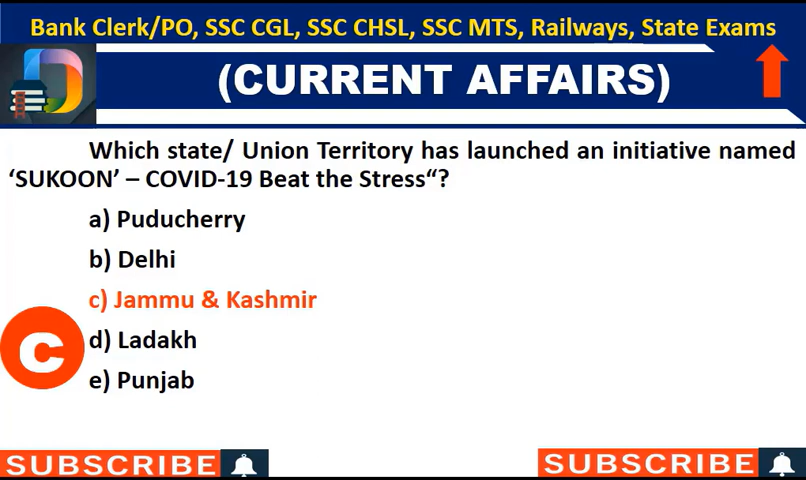 Bank Clerk/PO, SSC CGL, SSC CHSL, SSC MTS, Railways, State Exams
(CURRENT AFFAIRS)
Which state/ Union Territory has launched an initiative named
‘SUKOON’ – COVID-19 Beat the Stress“?
a) Puducherry
b) Delhi
c) Jammu & Kashmir
C
d) Ladakh
e) Punjab
SUBSCRIBE
SUBSCRIBE